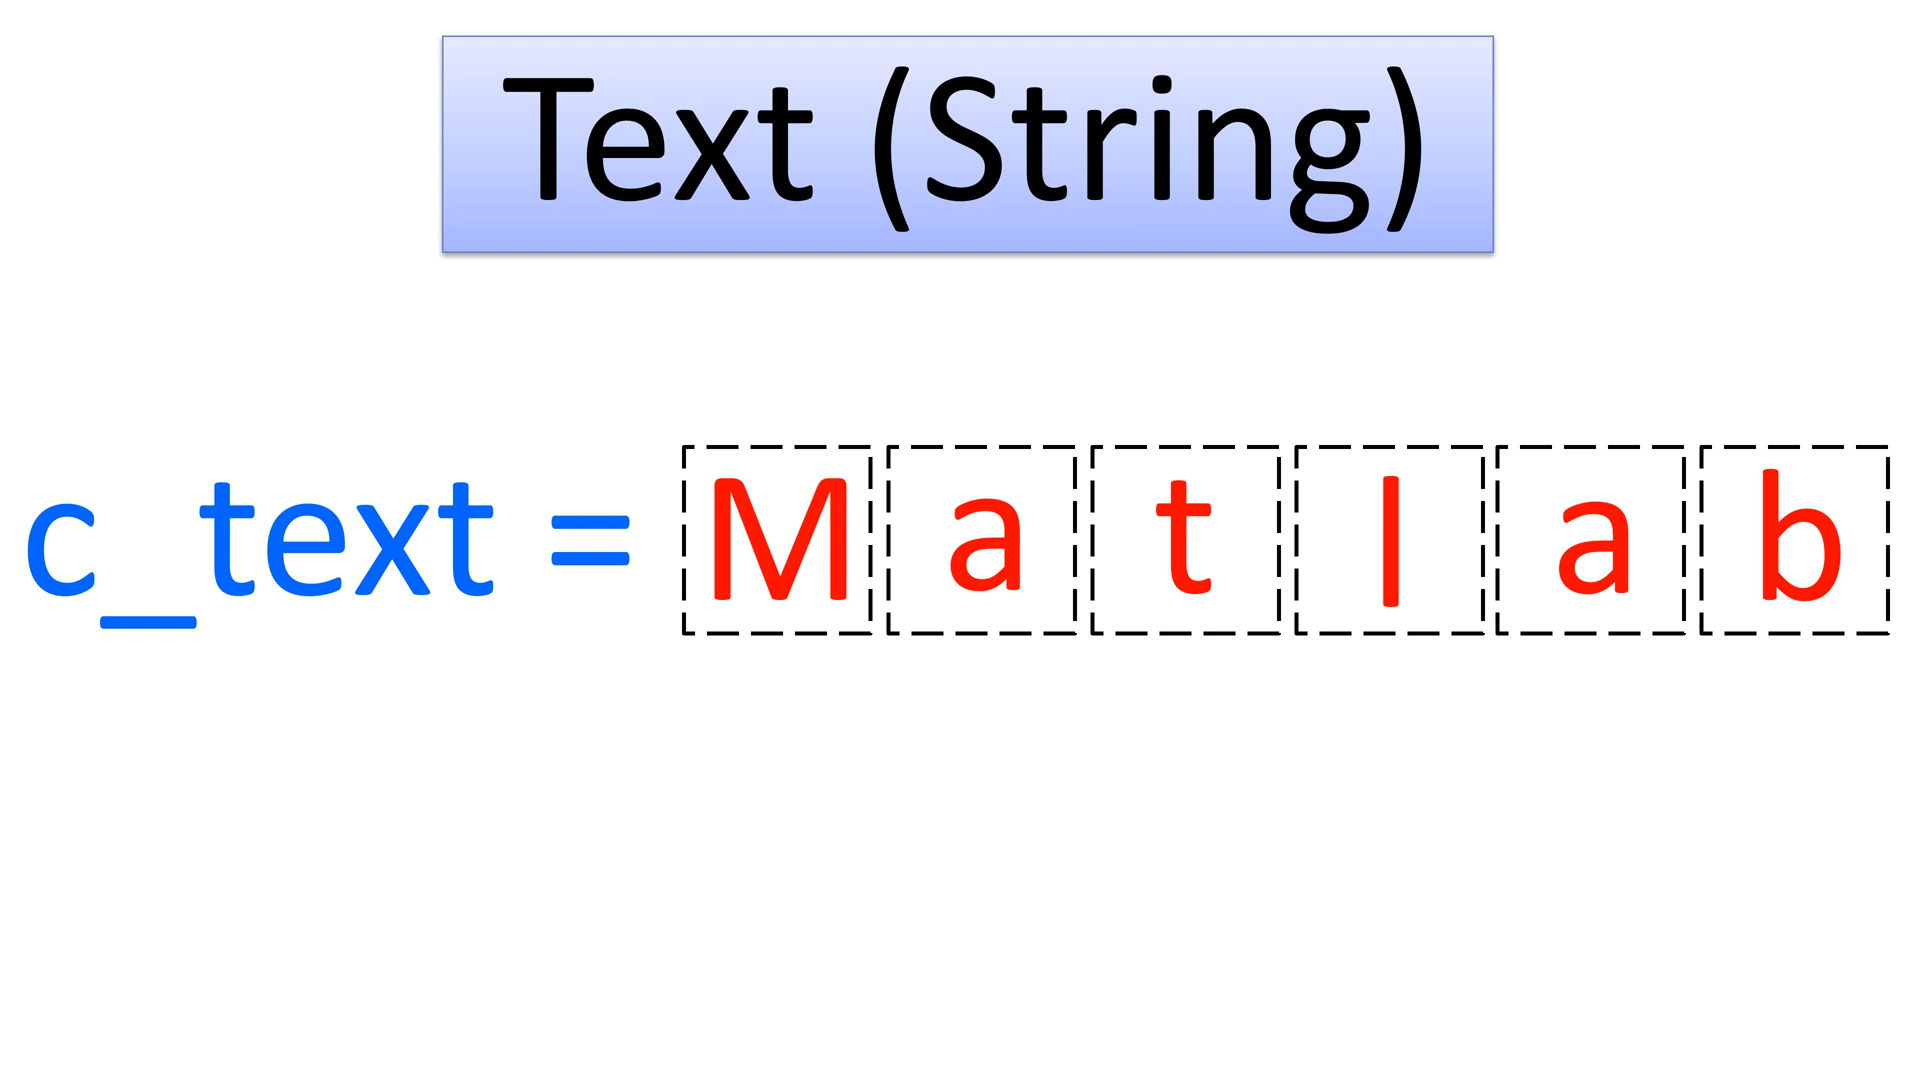 Text (String)
c_text = M a t l a b